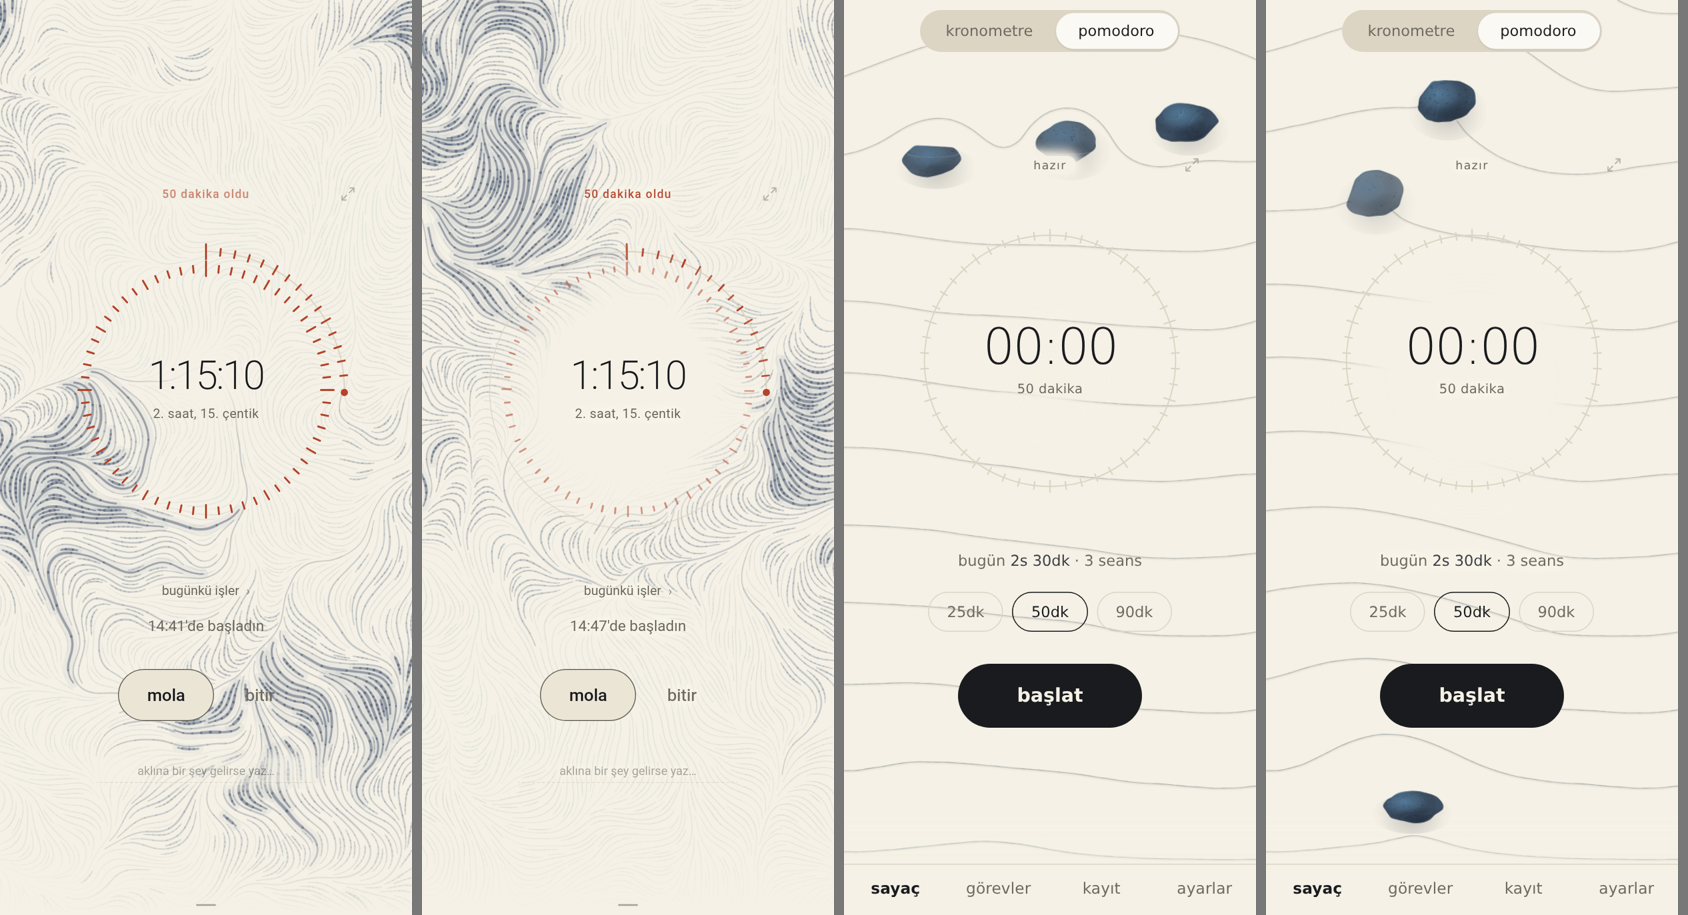 50 dakika oldu
1:15:10
2. saat, 15. çentik
bugünkü işler ›
14:41'de başladın
mola bitir
aklına bir şey gelirse yaz...
50 dakika oldu
1:15:10
2. saat, 15. çentik
bugünkü işler ›
14:47'de başladın
mola bitir
aklına bir şey gelirse yaz...
kronometre pomodoro
hazır
00:00
50 dakika
bugün 2s 30dk · 3 seans
25dk 50dk 90dk
başlat
sayaç görevler kayıt ayarlar
kronometre pomodoro
hazır
00:00
50 dakika
bugün 2s 30dk · 3 seans
25dk 50dk 90dk
başlat
sayaç görevler kayıt ayarlar